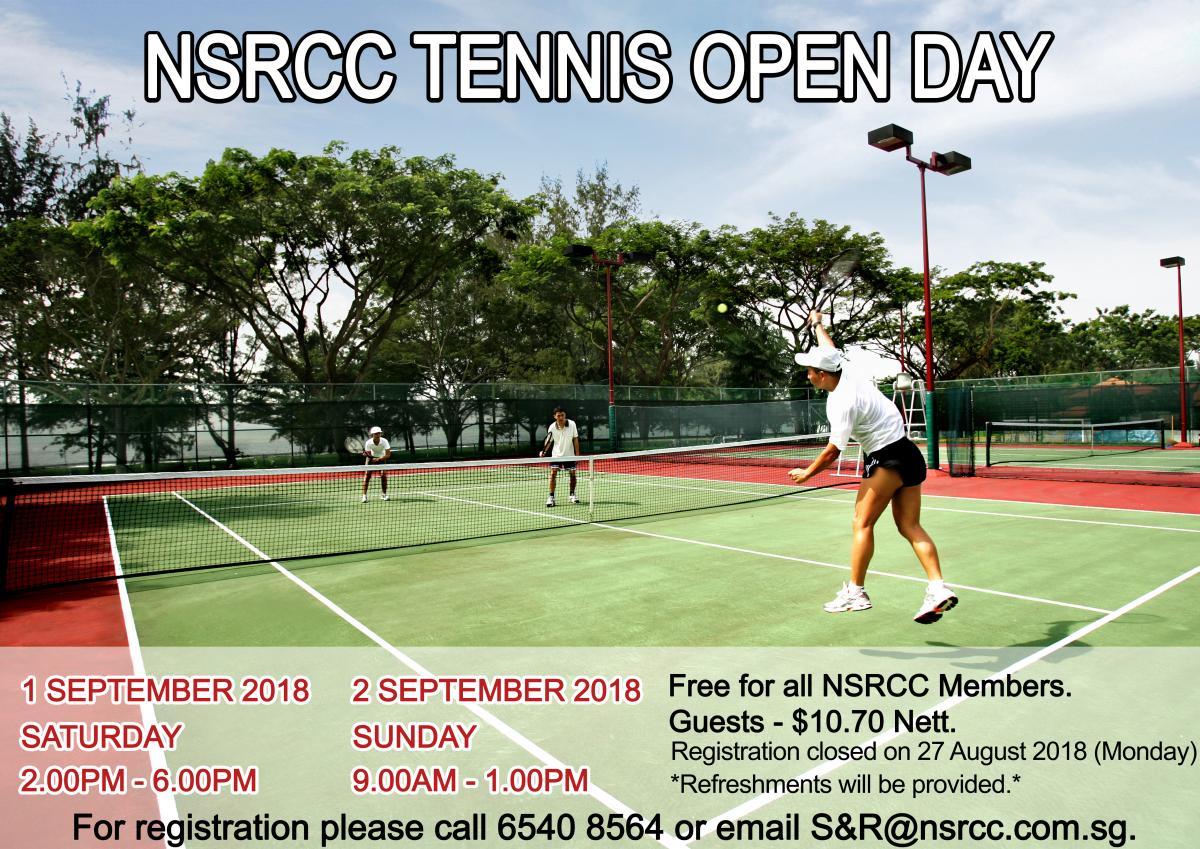 NSRCC TENNIS OPEN DAY
1 SEPTEMBER 2018
SATURDAY
2.00PM - 6.00PM
2 SEPTEMBER 2018
SUNDAY
9.00AM - 1.00PM
Free for all NSRCC Members.
Guests - $10.70 Nett.
Registration closed on 27 August 2018 (Monday)
*Refreshments will be provided.*
For registration please call 6540 8564 or email S&R@nsrcc.com.sg.